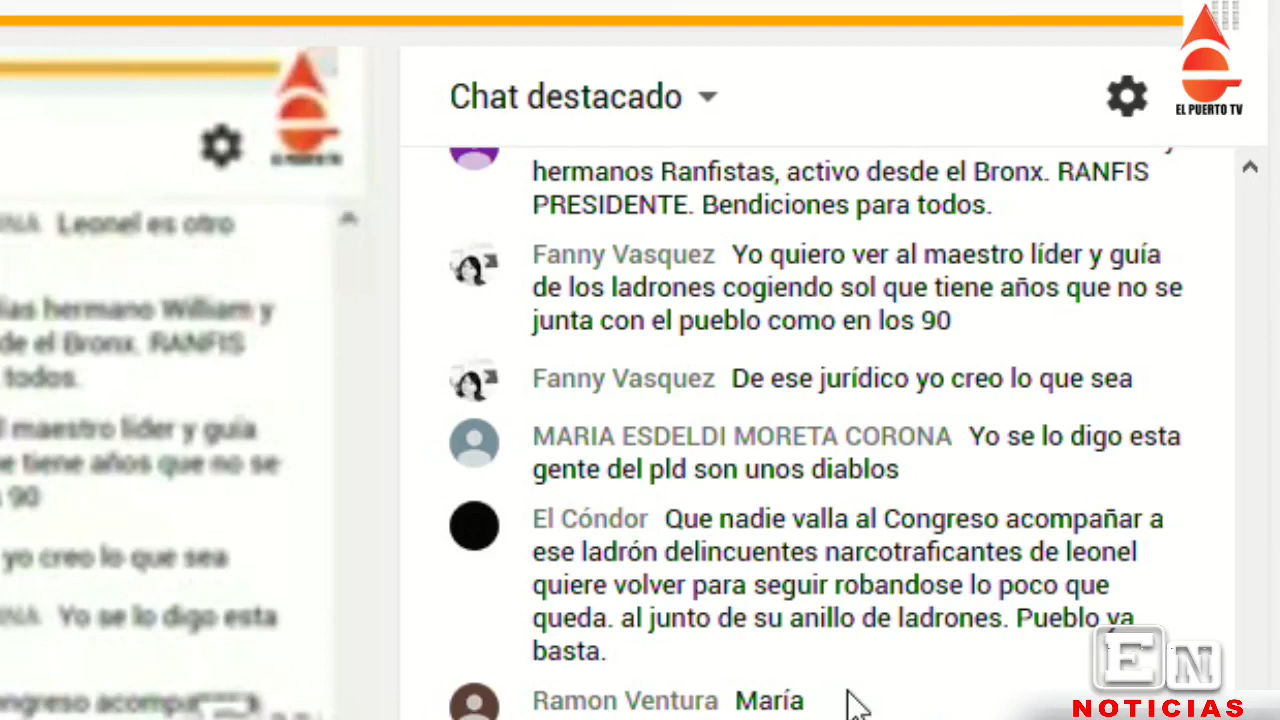 EL PUERTO TV
Chat destacado
hermanos Ranfistas, activo desde el Bronx. RANFIS
PRESIDENTE. Bendiciones para todos.
Fanny Vasquez Yo quiero ver al maestro líder y guía
de los ladrones cogiendo sol que tiene años que no se
junta con el pueblo como en los 90
Fanny Vasquez De ese jurídico yo creo lo que sea
MARIA ESDELDI MORETA CORONA Yo se lo digo esta
gente del pld son unos diablos
El Cóndor Que nadie valla al Congreso acompañar a
ese ladrón delincuentes narcotraficantes de leonel
quiere volver para seguir robandose lo poco que
queda. al junto de su anillo de ladrones. Pueblo ya
basta.
Ramon Ventura María
EN
NOTICIAS
NA Leonel es otro
ias hermano William y
de el Bronx. RANFIS
todos.
l maestro líder y guía
e tiene años que no se
90
yo creo lo que sea
NA Yo se lo digo esta